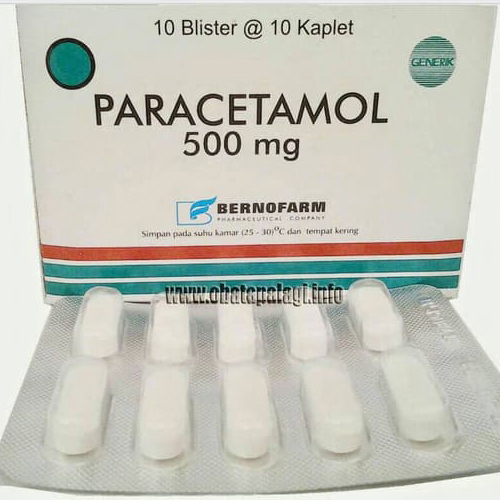 10 Blister @ 10 Kaplet
GENERIK
PARACETAMOL
500 mg
BERNOFARM
PHARMACEUTICAL COMPANY
Simpan pada suhu kamar (25 - 30)°C dan tempat kering
www.obatapalagi.info